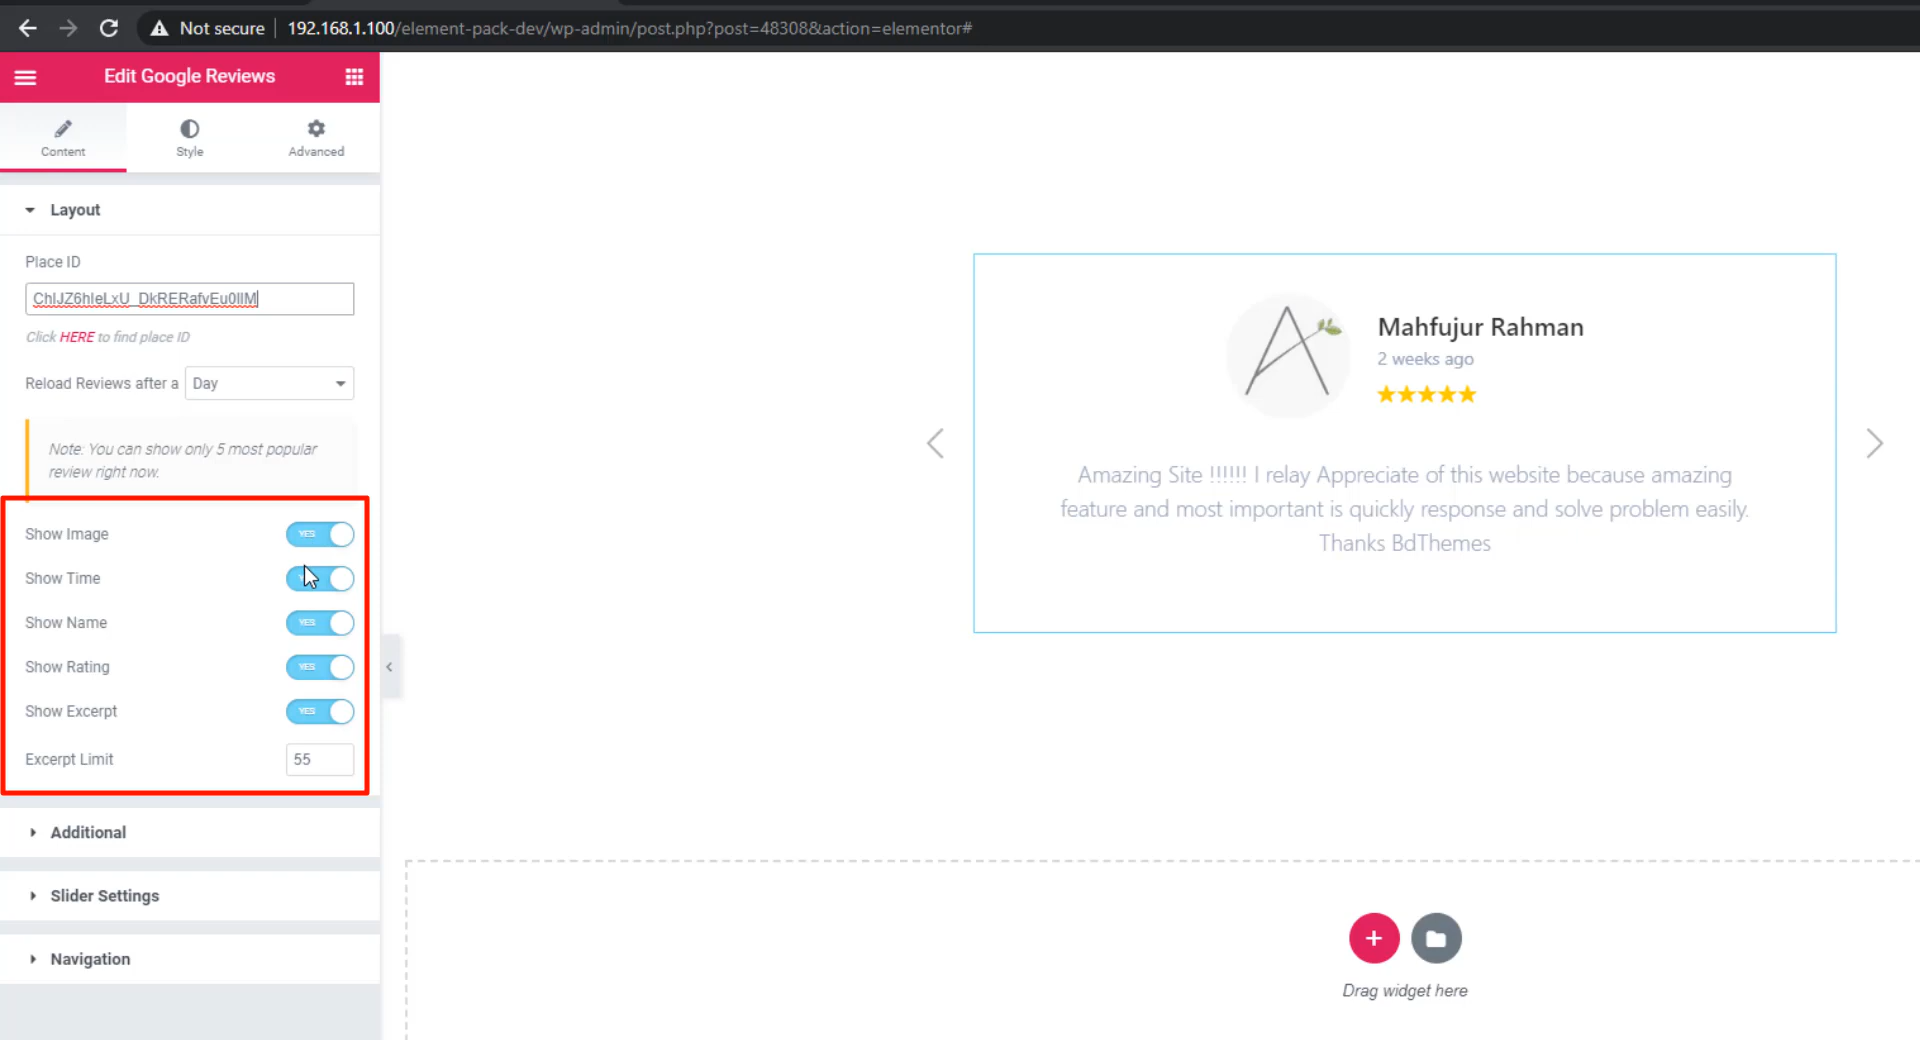 Not secure
192.168.1.100/element-pack-dev/wp-admin/post.php?post=48308&action=elementor#
Edit Google Reviews
Content
Style
Advanced
Layout
Place ID
ChIJZ6hleLxU_DkRERafvEu0lIM
Click HERE to find place ID
Reload Reviews after a
Day
Note: You can show only 5 most popular
review right now.
Show Image
YES
Show Time
Show Name
YES
Show Rating
YES
Show Excerpt
YES
Excerpt Limit
55
Additional
Slider Settings
Navigation
Mahfujur Rahman
2 weeks ago
Amazing Site !!!!!! I relay Appreciate of this website because amazing
feature and most important is quickly response and solve problem easily.
Thanks BdThemes
Drag widget here